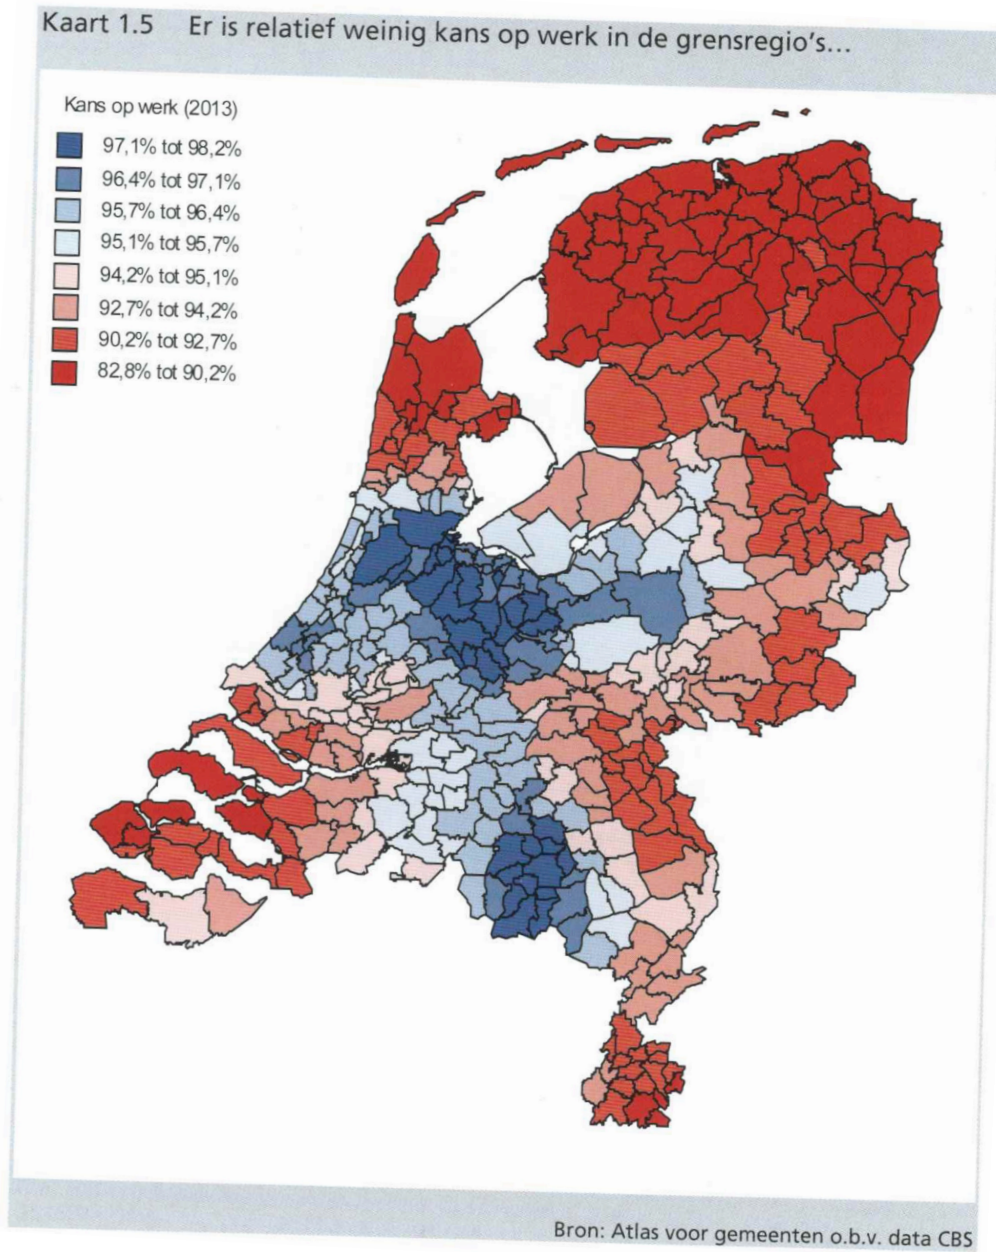 Kaart 1.5 Er is relatief weinig kans op werk in de grensregio's...
Kans op werk (2013)
97,1% tot 98,2%
96,4% tot 97,1%
95,7% tot 96,4%
95,1% tot 95,7%
94,2% tot 95,1%
92,7% tot 94,2%
90,2% tot 92,7%
82,8% tot 90,2%
Bron: Atlas voor gemeenten o.b.v. data CBS